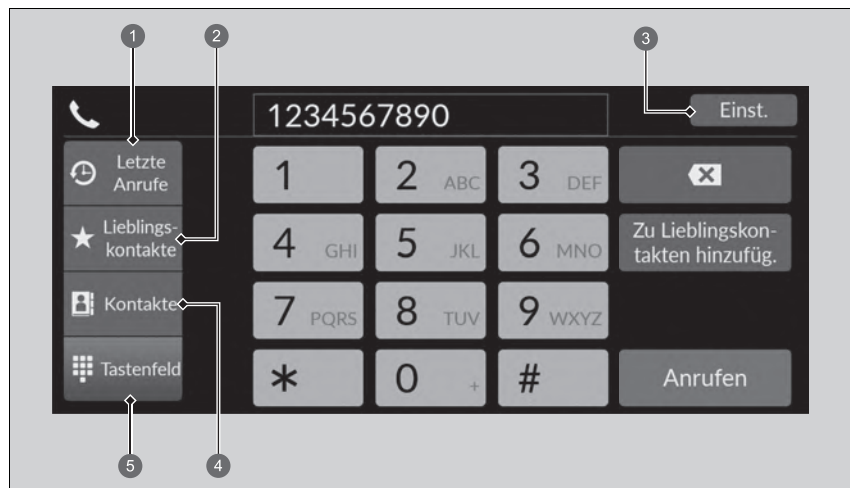 1 2 3
1234567890 Einst.
Letzte
Anrufe
Lieblings-
kontakte
Kontakte
Tastenfeld
1 2 ABC 3 DEF
4 GHI 5 JKL 6 MNO
7 PQRS 8 TUV 9 WXYZ
* 0 + #
Zu Lieblingskon-
takten hinzufüg.
Anrufen
5 4